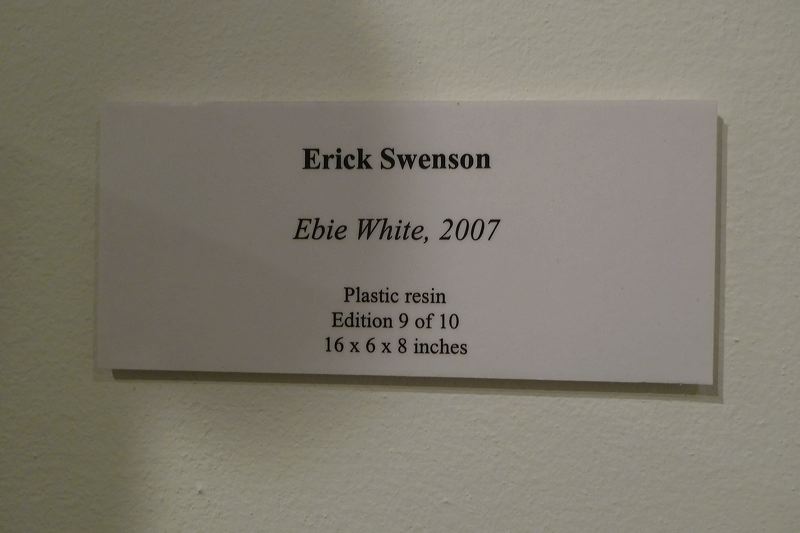 Erick Swenson
Ebie White, 2007
Plastic resin
Edition 9 of 10
16 x 6 x 8 inches